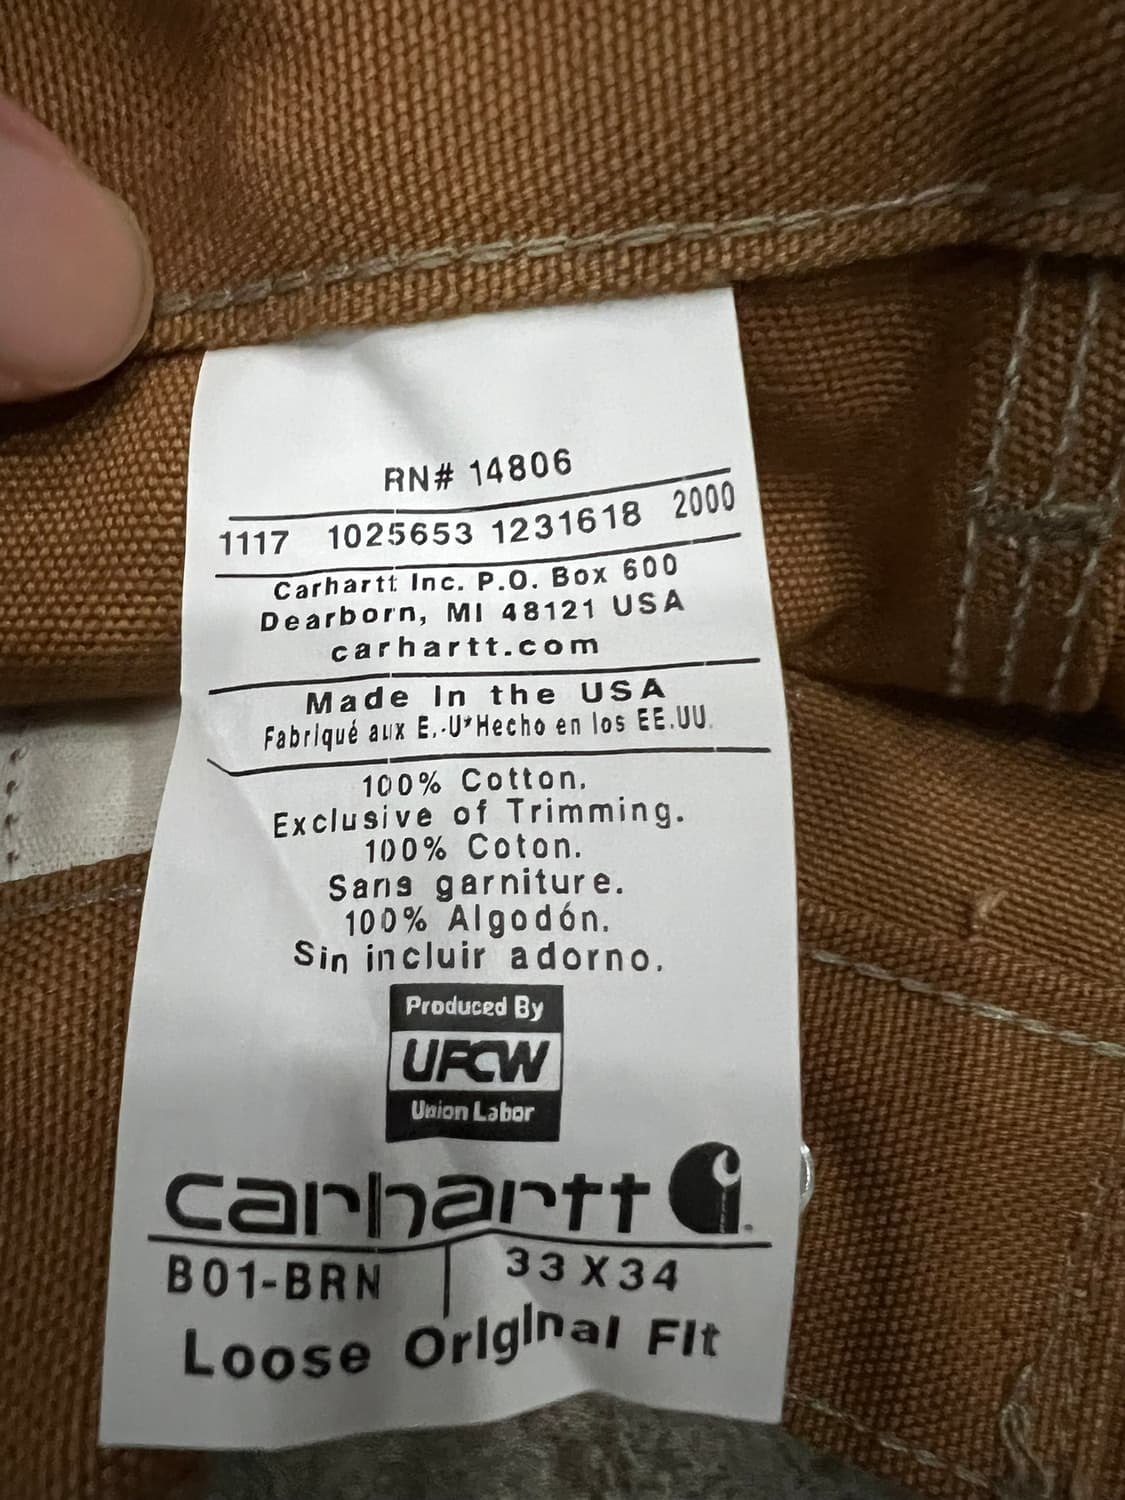 RN# 14806
1117 1025653 1231618 2000
Carhartt Inc. P.O. Box 600
Dearborn, MI 48121 USA
carhartt.com
Made In the USA
Fabriqué aux E.-U*Hecho en los EE.UU.
100% Cotton.
Exclusive of Trimming.
100% Coton.
Sans garniture.
100% Algodón.
Sin incluir adorno.
Produced By
UFCW
Union Labor
carhartt
B01-BRN 33 X 34
Loose Original Fit